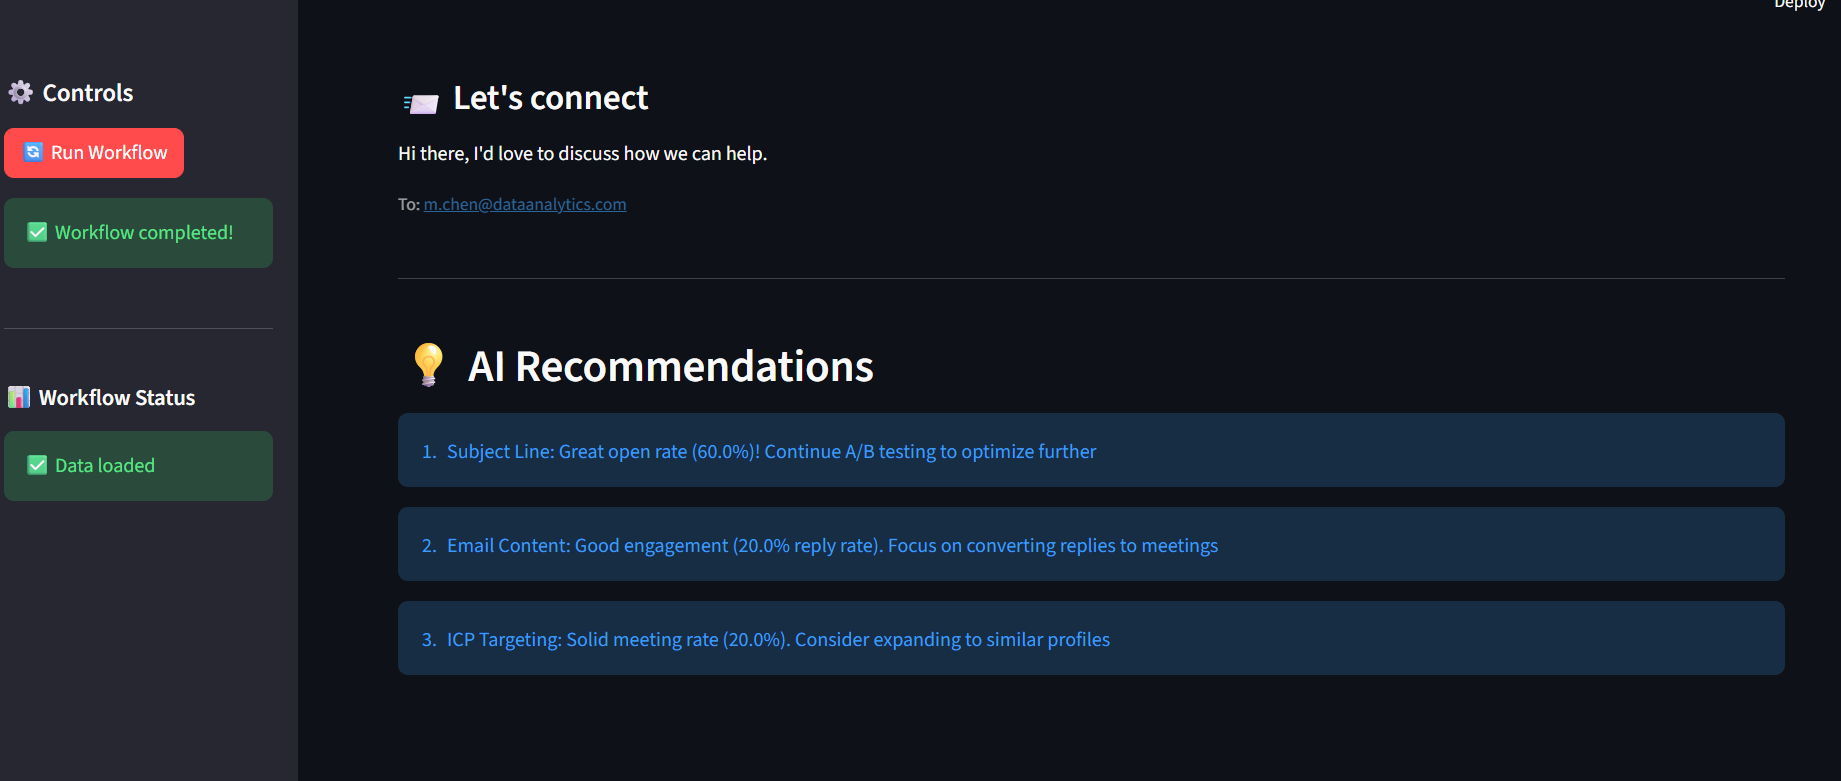 Deploy
Controls
Run Workflow
Workflow completed!
Workflow Status
Data loaded
Let's connect
Hi there, I'd love to discuss how we can help.
To: m.chen@dataanalytics.com
AI Recommendations
1. Subject Line: Great open rate (60.0%)! Continue A/B testing to optimize further
2. Email Content: Good engagement (20.0% reply rate). Focus on converting replies to meetings
3. ICP Targeting: Solid meeting rate (20.0%). Consider expanding to similar profiles